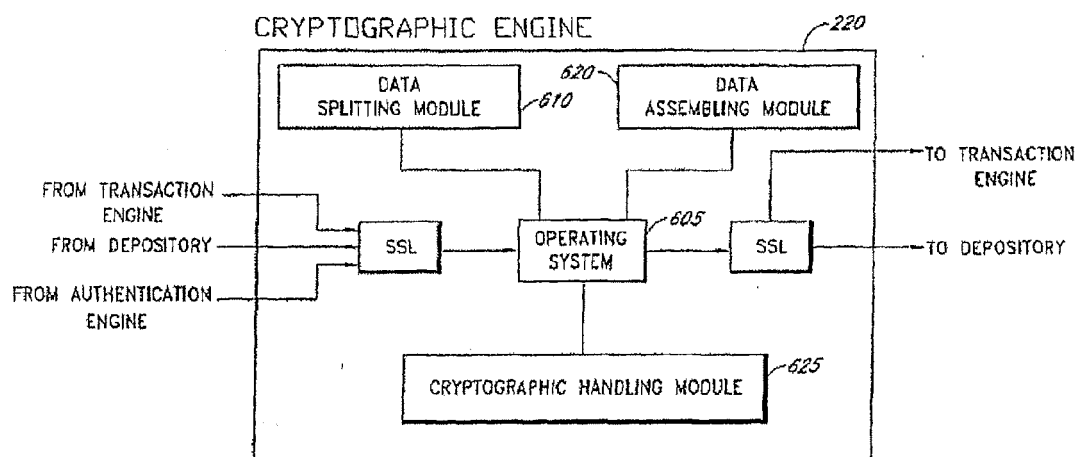 CRYPTOGRAPHIC ENGINE
220
DATA
SPLITTING MODULE
610
620
DATA
ASSEMBLING MODULE
FROM TRANSACTION
ENGINE
FROM DEPOSITORY
FROM AUTHENTICATION
ENGINE
SSL
OPERATING
SYSTEM
605
SSL
TO TRANSACTION
ENGINE
TO DEPOSITORY
CRYPTOGRAPHIC HANDLING MODULE
625